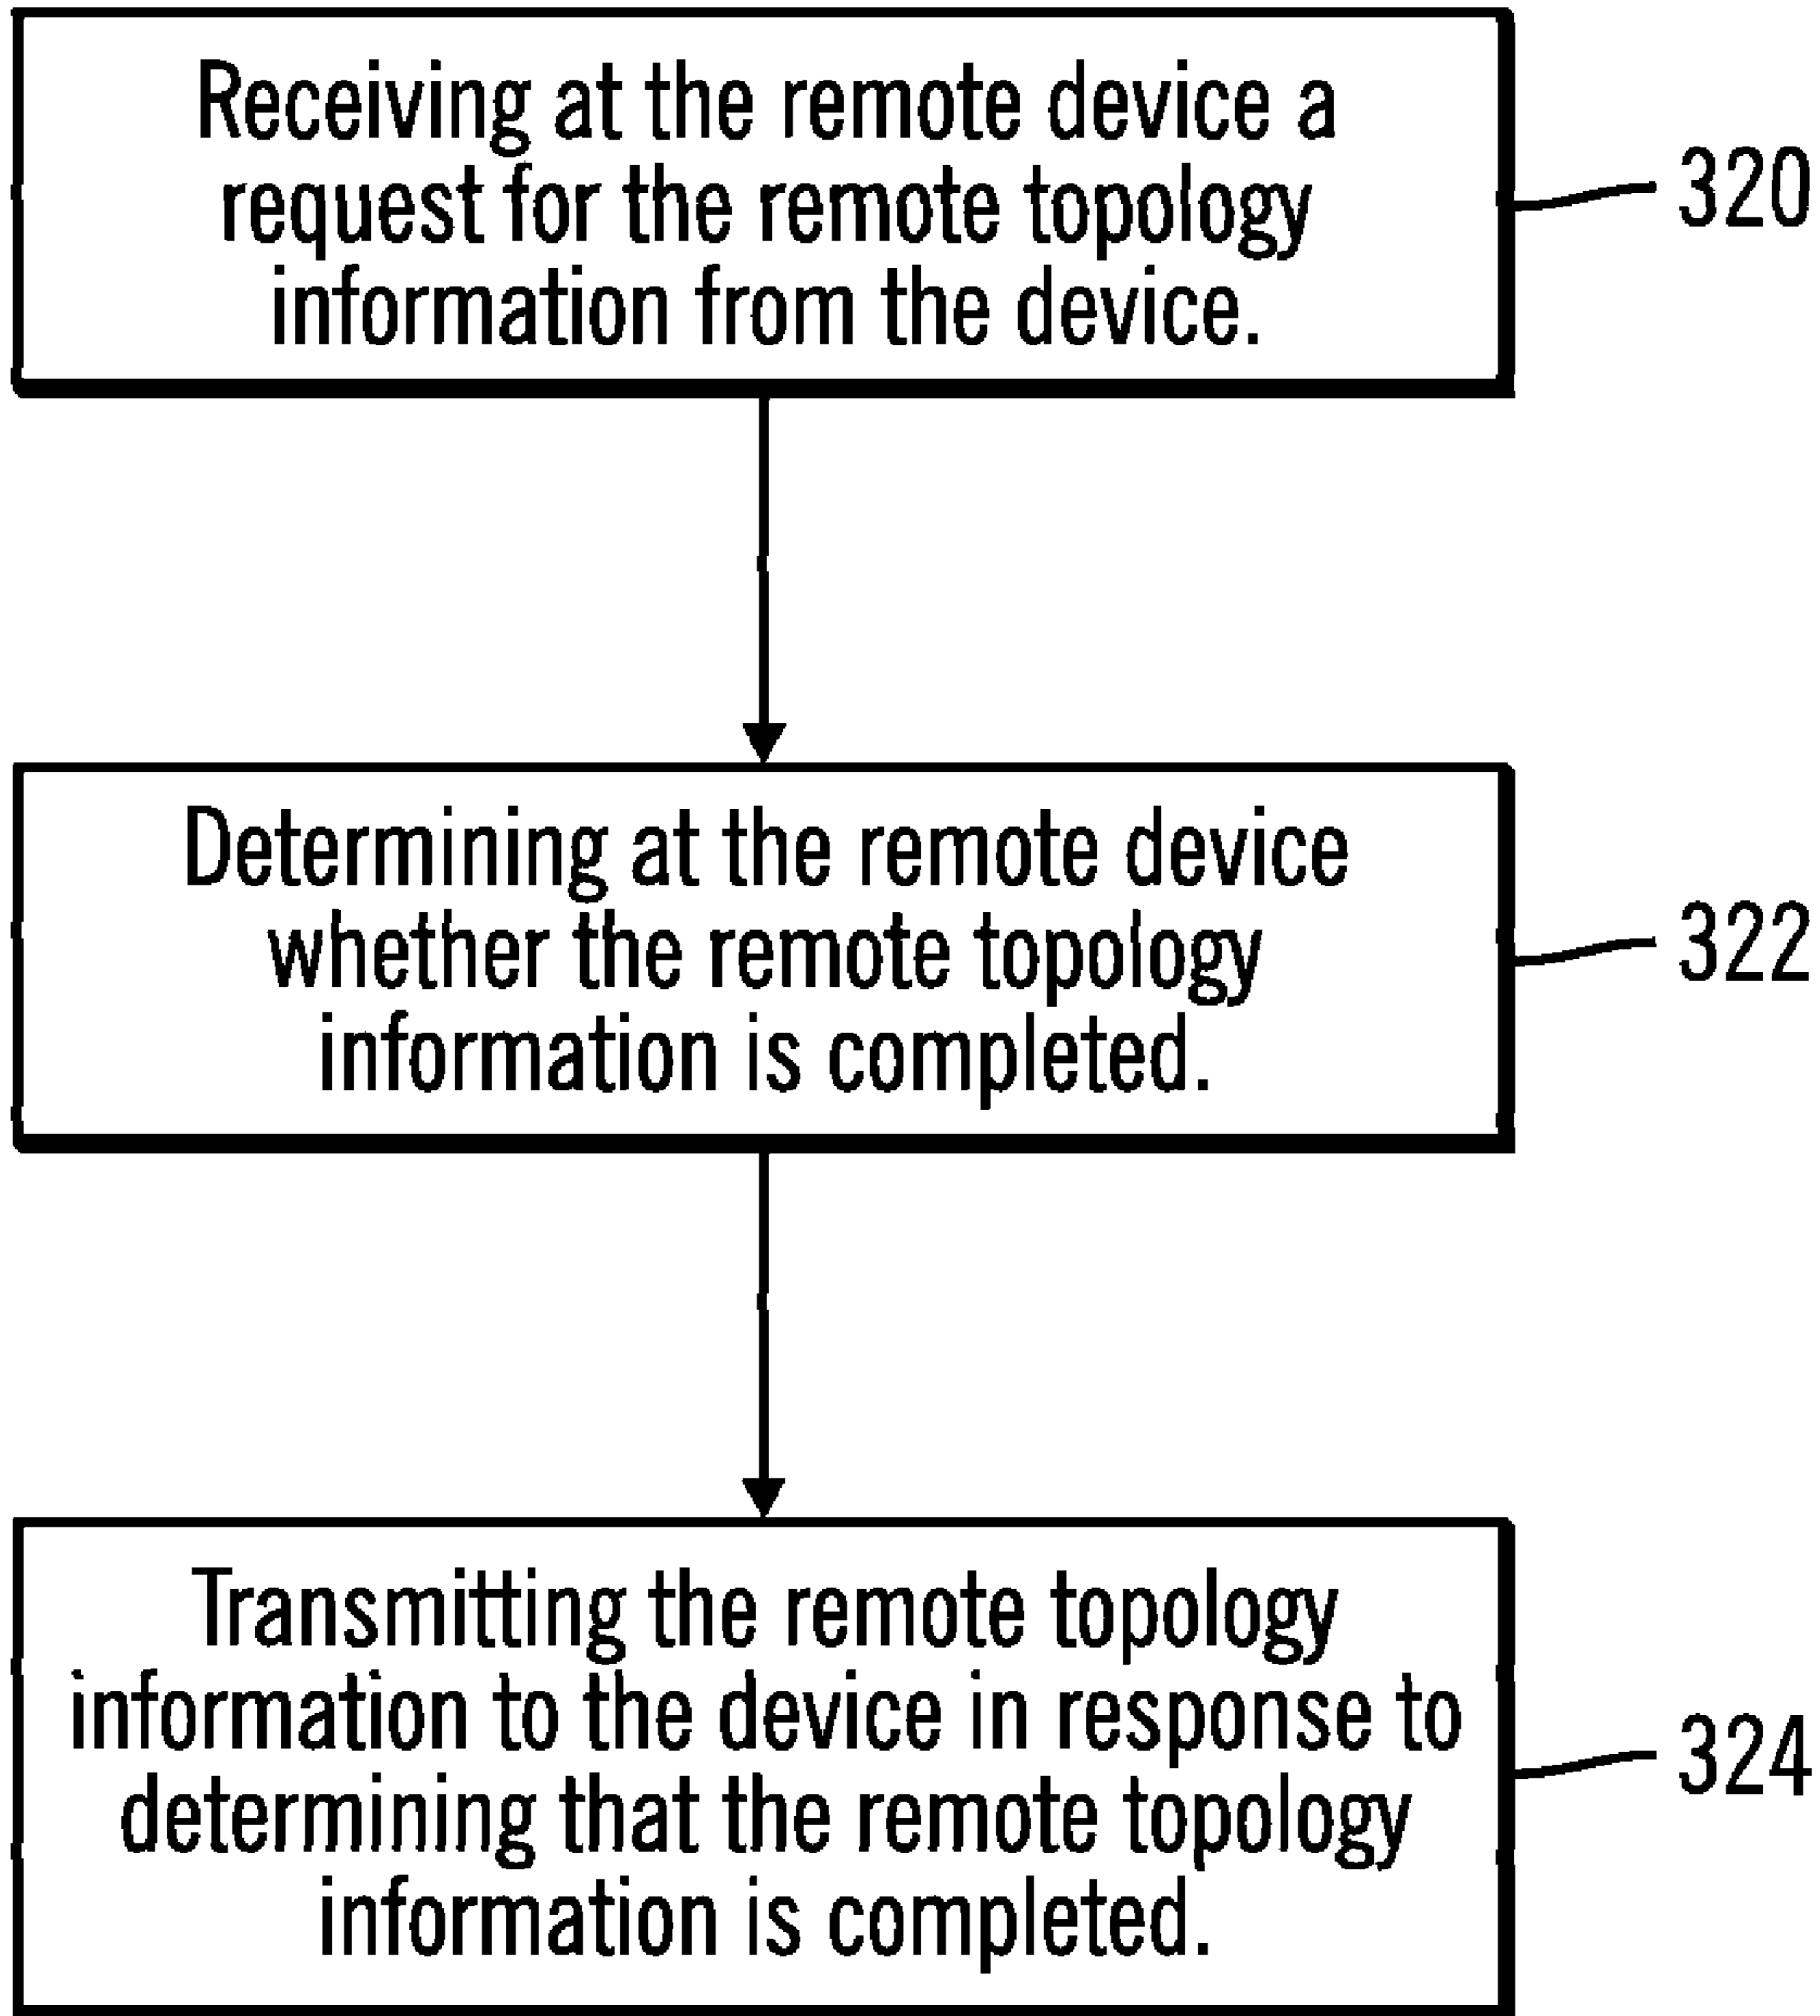 Receiving at the remote device a
request for the remote topology
information from the device.
320
Determining at the remote device
whether the remote topology
information is completed.
322
Transmitting the remote topology
information to the device in response to
determining that the remote topology
information is completed.
324